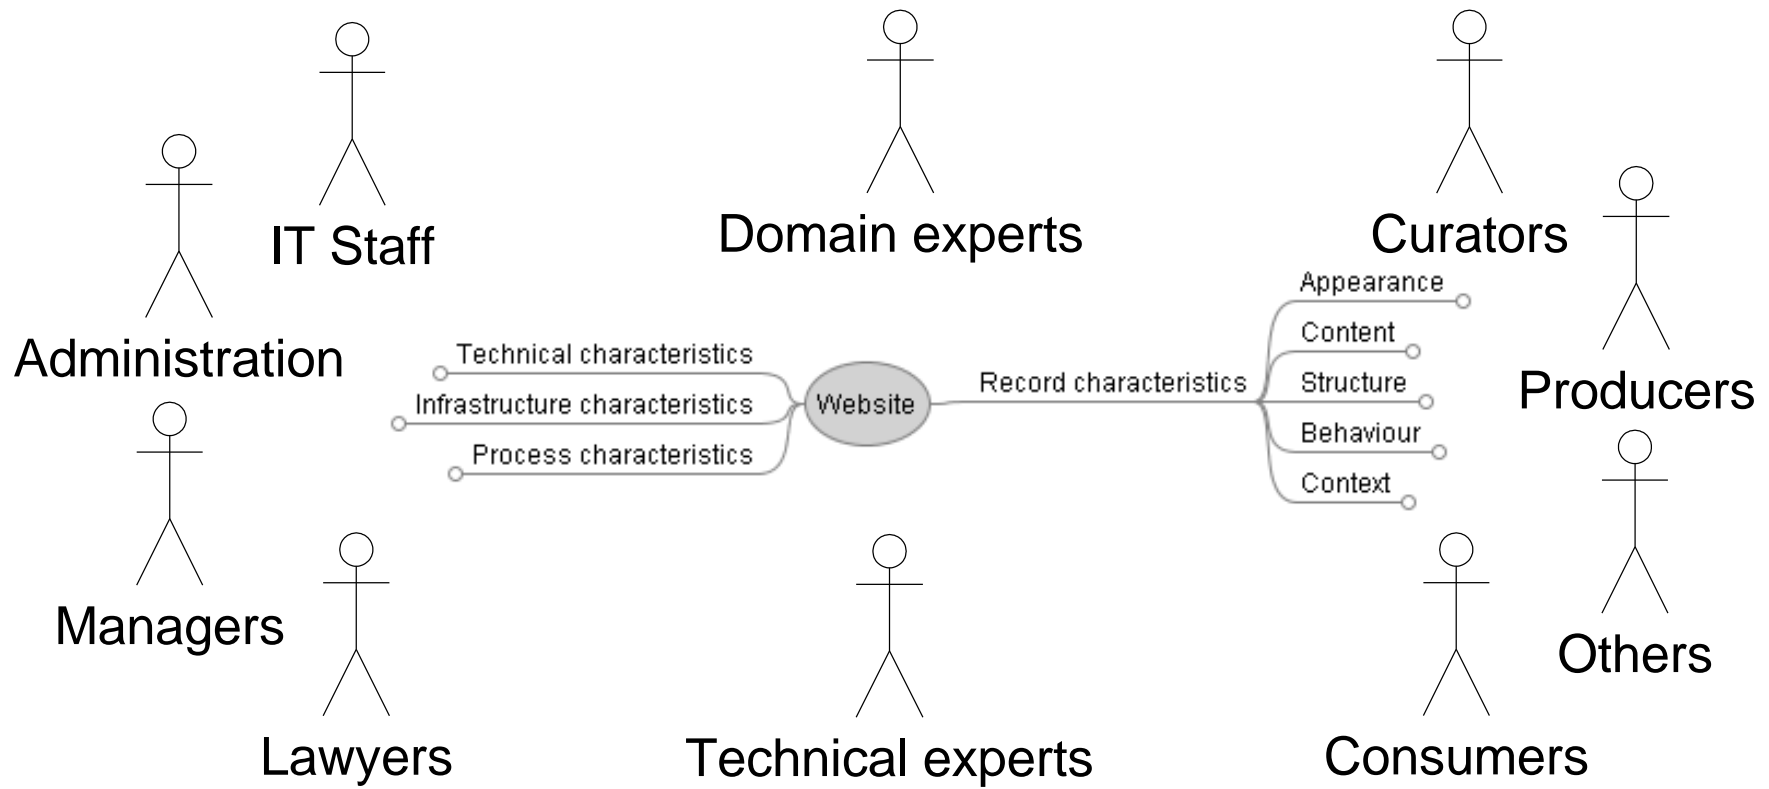 IT Staff
Domain experts
Curators
Administration
Producers
Appearance
Content
Structure
Behaviour
Context
Technical characteristics
Infrastructure characteristics
Process characteristics
Website
Record characteristics
Managers
Others
Lawyers
Technical experts
Consumers